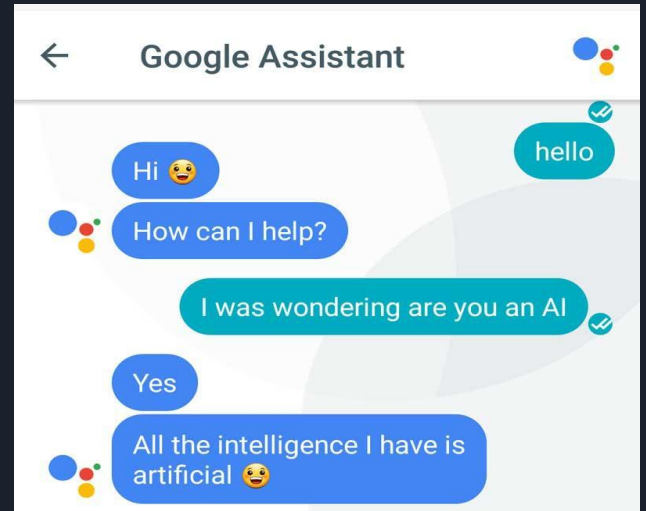 Google Assistant
hello
Hi 😀
How can I help?
I was wondering are you an AI
Yes
All the intelligence I have is
artificial 😀